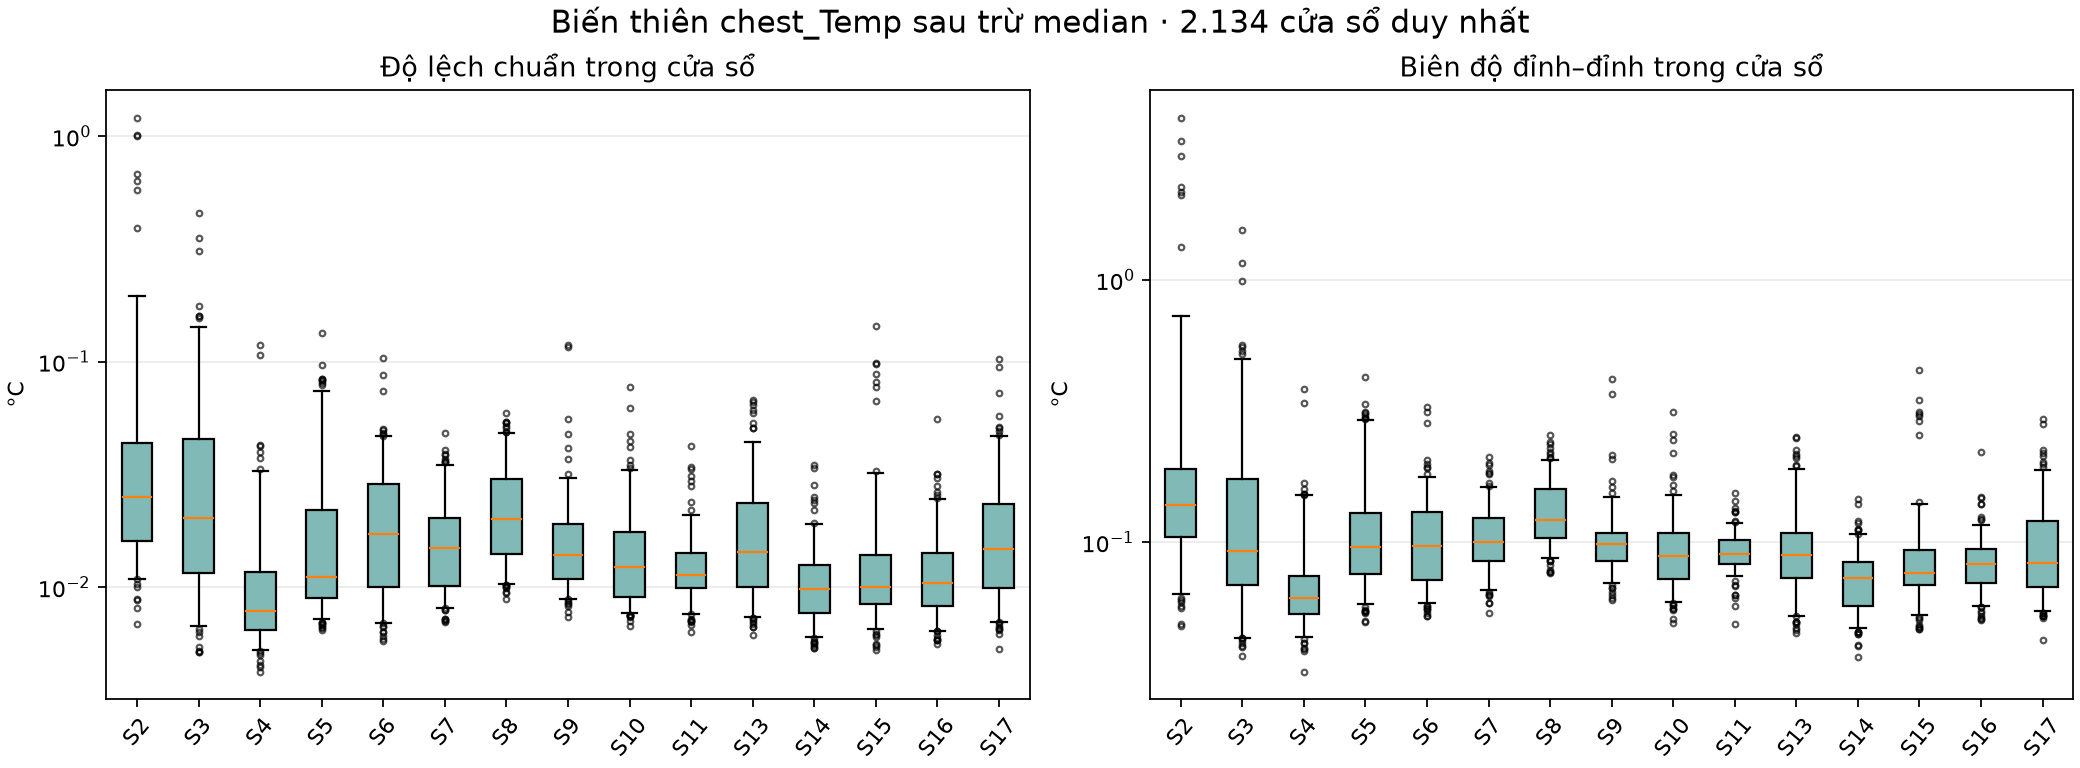 Biến thiên chest_Temp sau trừ median · 2.134 cửa sổ duy nhất
Độ lệch chuẩn trong cửa sổ
°C
10⁰
10⁻¹
10⁻²
S2 S3 S4 S5 S6 S7 S8 S9 S10 S11 S13 S14 S15 S16 S17
Biên độ đỉnh–đỉnh trong cửa sổ
°C
10⁰
10⁻¹
S2 S3 S4 S5 S6 S7 S8 S9 S10 S11 S13 S14 S15 S16 S17